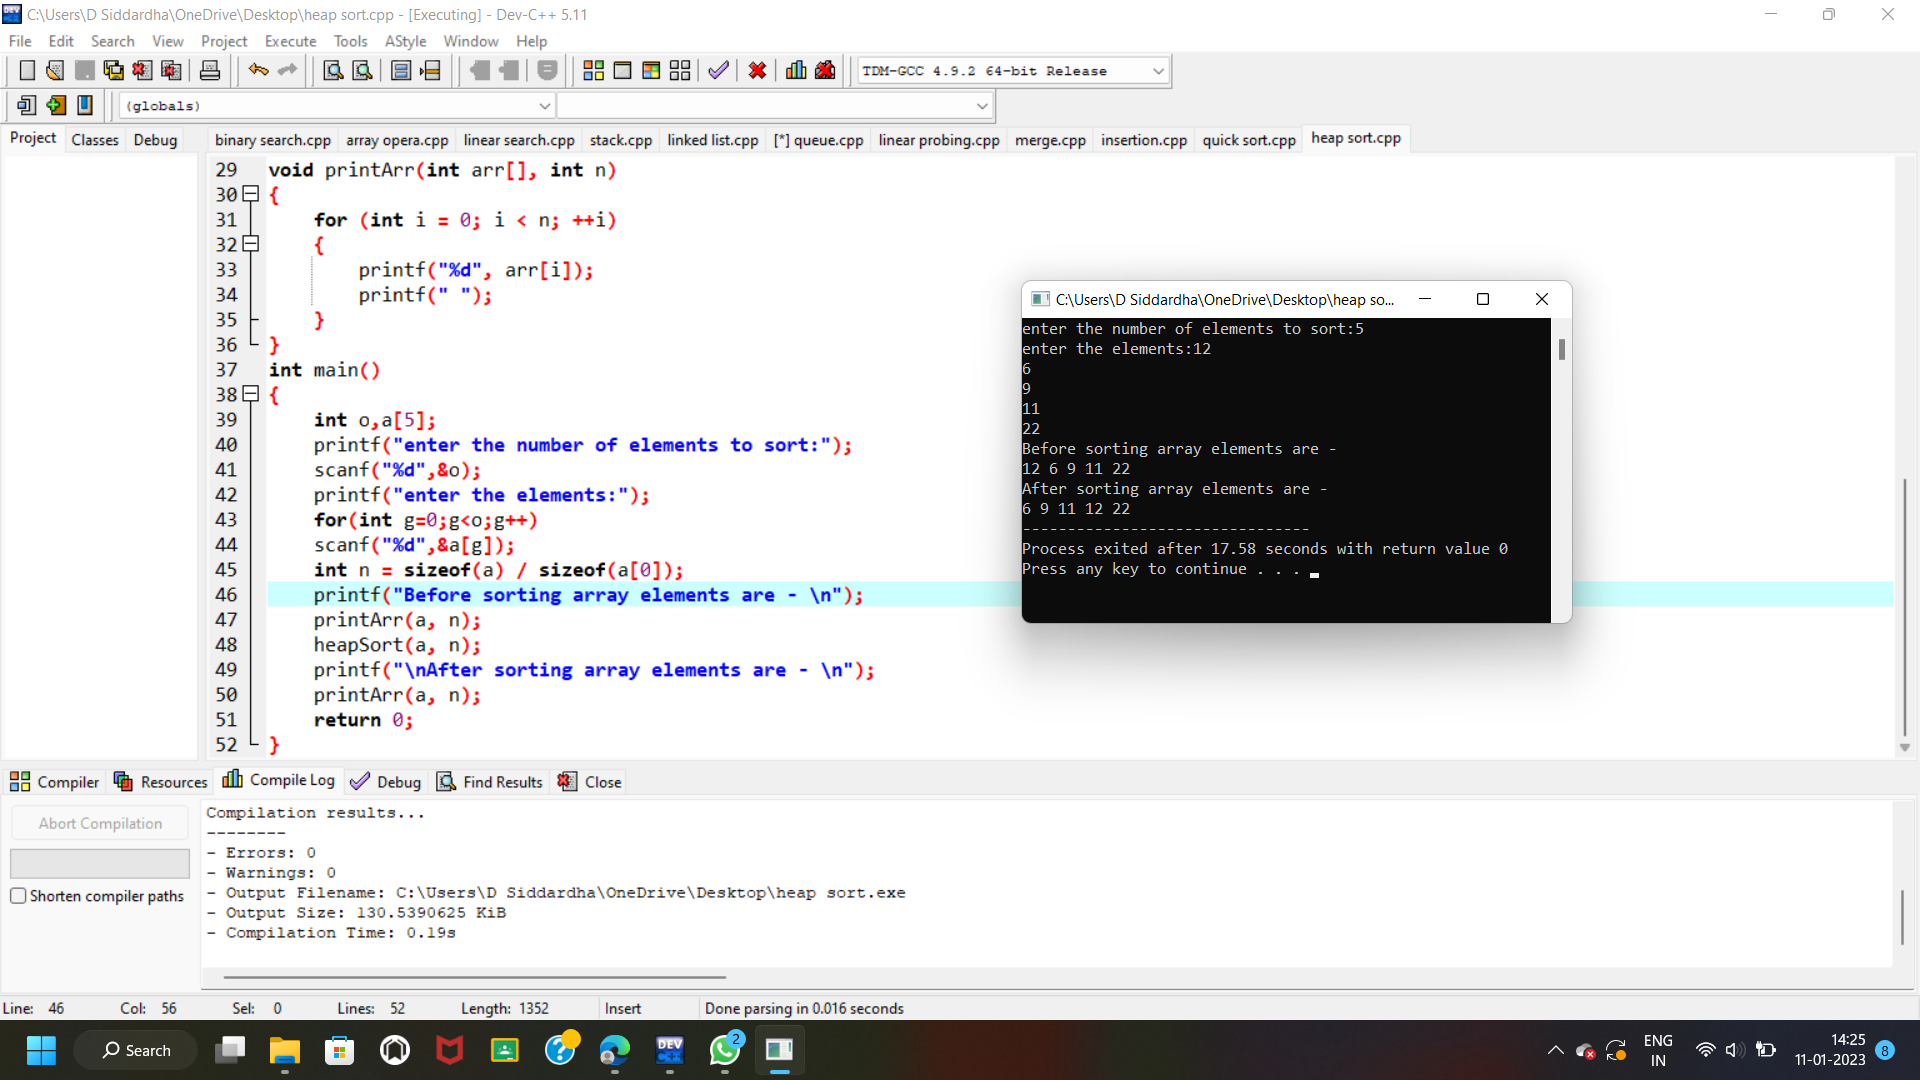 C:\Users\D Siddardha\OneDrive\Desktop\heap sort.cpp - [Executing] - Dev-C++ 5.11
File Edit Search View Project Execute Tools AStyle Window Help
TDM-GCC 4.9.2 64-bit Release
(globals)
Project Classes Debug binary search.cpp array opera.cpp linear search.cpp stack.cpp linked list.cpp [*] queue.cpp linear probing.cpp merge.cpp insertion.cpp quick sort.cpp heap sort.cpp
29 void printArr(int arr[], int n)
30 {
31 for (int i = 0; i < n; ++i)
32 {
33 printf("%d", arr[i]);
34 printf(" ");
35 }
36 }
37 int main()
38 {
39 int o,a[5];
40 printf("enter the number of elements to sort:");
41 scanf("%d",&o);
42 printf("enter the elements:");
43 for(int g=0;g<o;g++)
44 scanf("%d",&a[g]);
45 int n = sizeof(a) / sizeof(a[0]);
46 printf("Before sorting array elements are - \n");
47 printArr(a, n);
48 heapSort(a, n);
49 printf("\nAfter sorting array elements are - \n");
50 printArr(a, n);
51 return 0;
52 }
C:\Users\D Siddardha\OneDrive\Desktop\heap so...
enter the number of elements to sort:5
enter the elements:12
6
9
11
22
Before sorting array elements are -
12 6 9 11 22
After sorting array elements are -
6 9 11 12 22
--------------------------------
Process exited after 17.58 seconds with return value 0
Press any key to continue . . .
Compiler Resources Compile Log Debug Find Results Close
Abort Compilation
Shorten compiler paths
Compilation results...
--------
- Errors: 0
- Warnings: 0
- Output Filename: C:\Users\D Siddardha\OneDrive\Desktop\heap sort.exe
- Output Size: 130.5390625 KiB
- Compilation Time: 0.19s
Line: 46 Col: 56 Sel: 0 Lines: 52 Length: 1352 Insert Done parsing in 0.016 seconds
Search
DEV
2
ENG
IN
14:25
11-01-2023
8